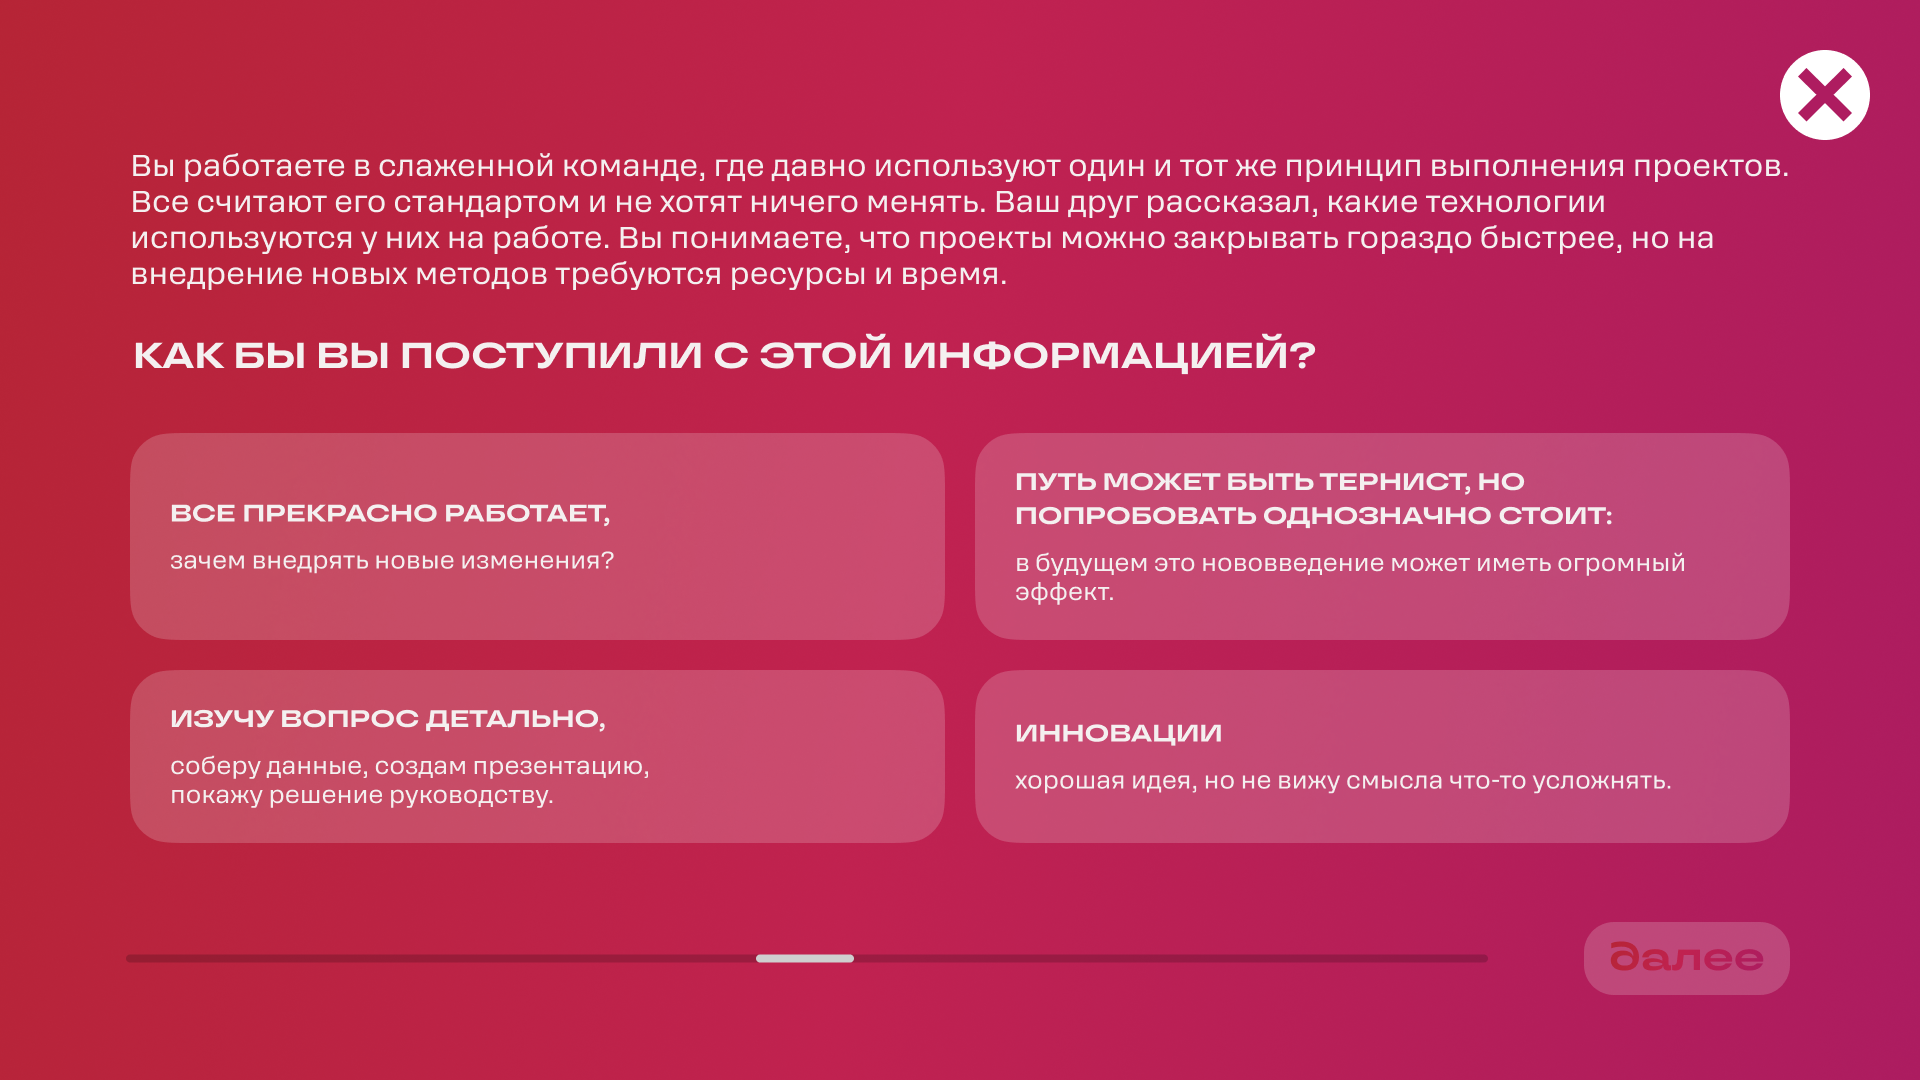 Вы работаете в слаженной команде, где давно используют один и тот же принцип выполнения проектов.
Все считают его стандартом и не хотят ничего менять. Ваш друг рассказал, какие технологии
используются у них на работе. Вы понимаете, что проекты можно закрывать гораздо быстрее, но на
внедрение новых методов требуются ресурсы и время.
КАК БЫ ВЫ ПОСТУПИЛИ С ЭТОЙ ИНФОРМАЦИЕЙ?
ВСЕ ПРЕКРАСНО РАБОТАЕТ,
зачем внедрять новые изменения?
ПУТЬ МОЖЕТ БЫТЬ ТЕРНИСТ, НО
ПОПРОБОВАТЬ ОДНОЗНАЧНО СТОИТ:
в будущем это нововведение может иметь огромный
эффект.
ИЗУЧУ ВОПРОС ДЕТАЛЬНО,
соберу данные, создам презентацию,
покажу решение руководству.
ИННОВАЦИИ
хорошая идея, но не вижу смысла что-то усложнять.
далее